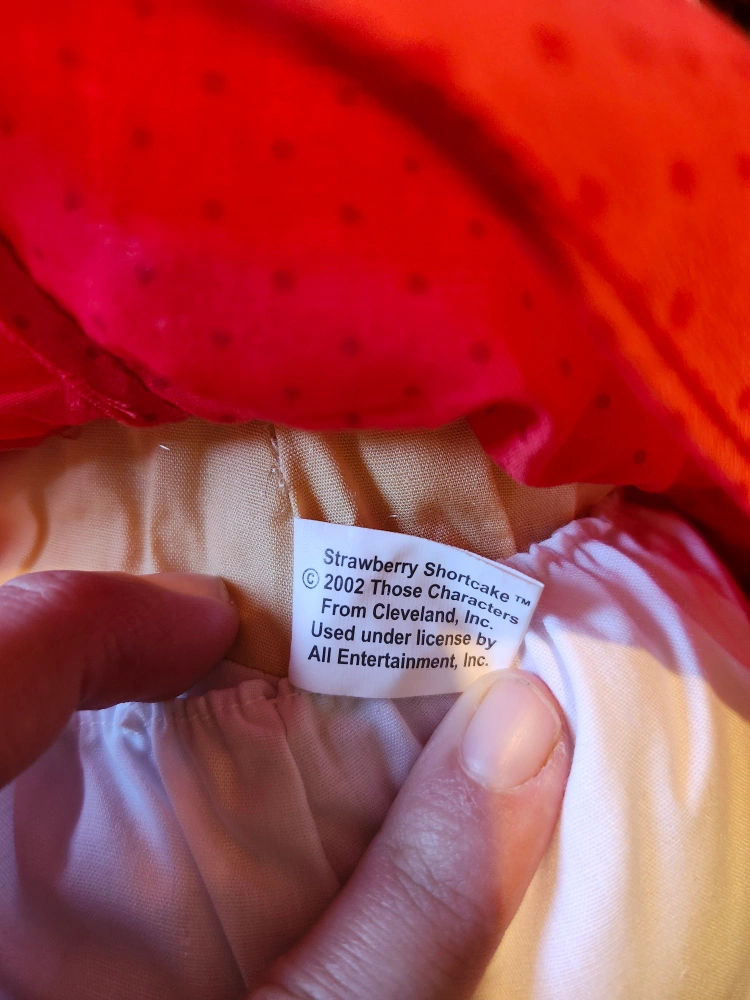 Strawberry Shortcake ™
© 2002 Those Characters
From Cleveland, Inc.
Used under license by
All Entertainment, Inc.